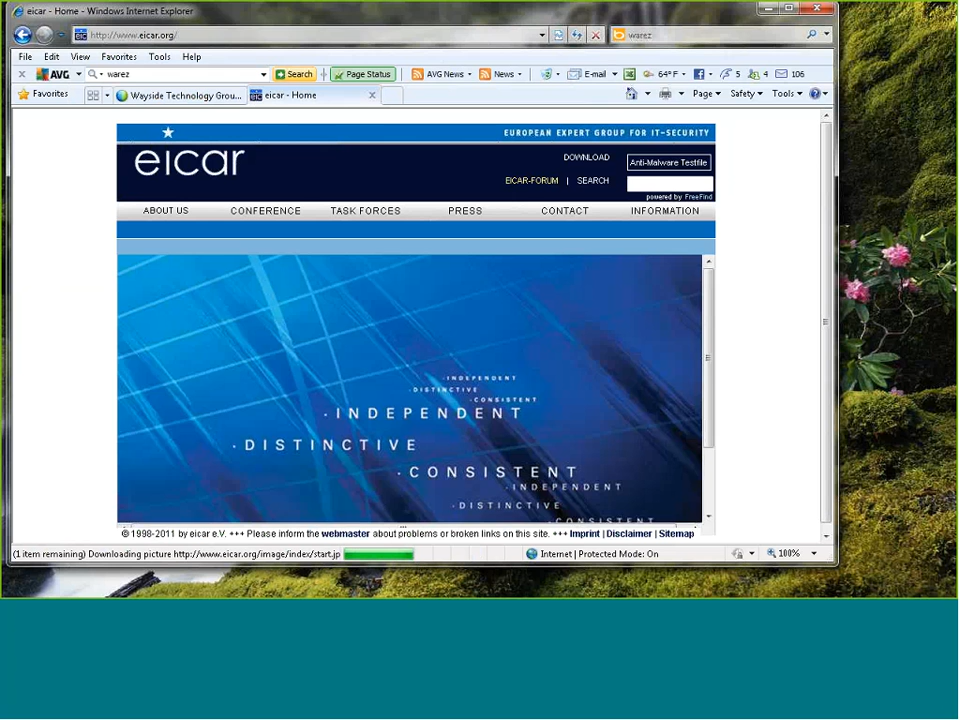 eicar - Home - Windows Internet Explorer
http://www.eicar.org/
warez
File Edit View Favorites Tools Help
AVG warez Search Page Status AVG News News E-mail 64°F 5 4 106
Favorites Wayside Technology Grou... eicar - Home Page Safety Tools
EUROPEAN EXPERT GROUP FOR IT-SECURITY
eicar
DOWNLOAD Anti-Malware Testfile
EICAR-FORUM | SEARCH
powered by FreeFind
ABOUT US CONFERENCE TASK FORCES PRESS CONTACT INFORMATION
. INDEPENDENT
. DISTINCTIVE
. CONSISTENT
. INDEPENDENT
. DISTINCTIVE
. CONSISTENT
. INDEPENDENT
. DISTINCTIVE
. CONSISTENT
© 1998-2011 by eicar e.V. +++ Please inform the webmaster about problems or broken links on this site. +++ Imprint | Disclaimer | Sitemap
(1 item remaining) Downloading picture http://www.eicar.org/image/index/start.jp Internet | Protected Mode: On 100%